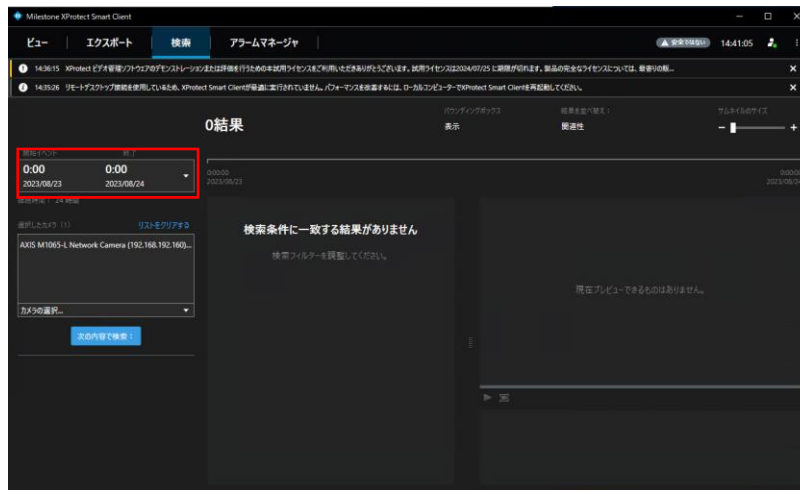 Milestone XProtect Smart Client
ビュー エクスポート 検索 アラームマネージャ 安全ではない 14:41:05
14:36:15 XProtect ビデオ管理ソフトウェアのデモンストレーションまたは評価を行うための本試用ライセンスをご利用いただきありがとうございます。試用ライセンスは2024/07/25 に期限が切れます。製品の完全なライセンスについては、最寄りの販...
14:35:26 リモートデスクトップ接続を使用しているため、XProtect Smart Clientが最適に実行されていません。パフォーマンスを改善するには、ローカルコンピューターでXProtect Smart Clientを再起動してください。
0結果
バウンディングボックス 結果を並べ替え: サムネイルのサイズ
表示 関連性
開始イベント 終了
0:00 0:00
2023/08/23 2023/08/24
0:00:00 0:00:00
2023/08/23 2023/08/24
継続時間: 24 時間
選択したカメラ (1) リストをクリアする
AXIS M1065-L Network Camera (192.168.192.160)...
カメラの選択...
次の内容で検索:
検索条件に一致する結果がありません
検索フィルターを調整してください。
現在プレビューできるものはありません。